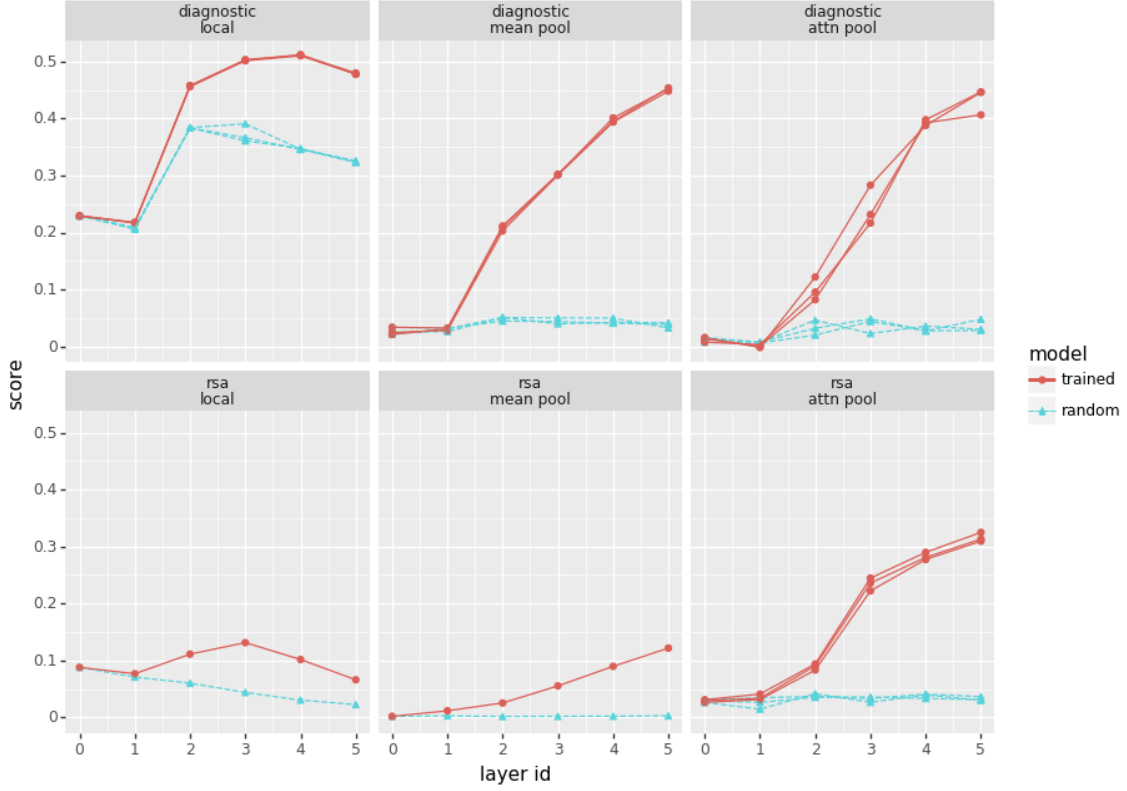 diagnostic
local
diagnostic
mean pool
diagnostic
attn pool
0.5
0.4
0.3
0.2
0.1
0
rsa
local
rsa
mean pool
rsa
attn pool
0.5
0.4
0.3
0.2
0.1
0
0 1 2 3 4 5
0 1 2 3 4 5
0 1 2 3 4 5
layer id
score
model
trained
random